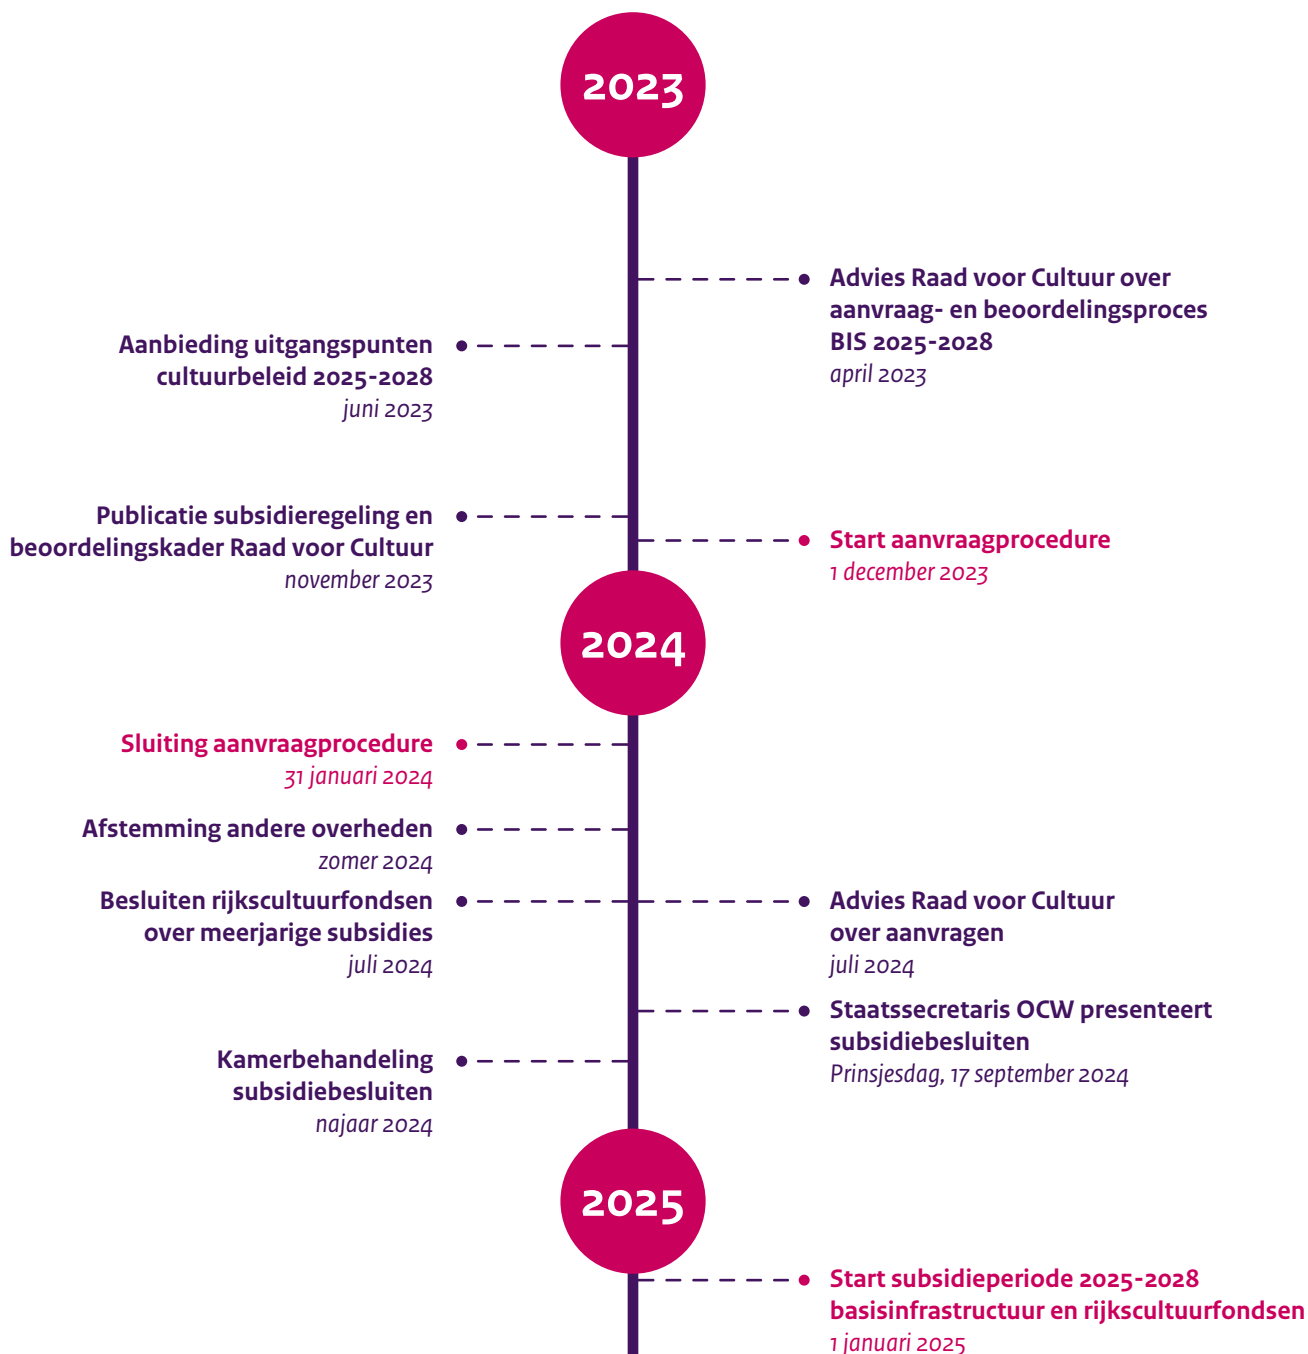 2023
Advies Raad voor Cultuur over
aanvraag- en beoordelingsproces
BIS 2025-2028
april 2023
Aanbieding uitgangspunten
cultuurbeleid 2025-2028
juni 2023
Publicatie subsidieregeling en
beoordelingskader Raad voor Cultuur
november 2023
Start aanvraagprocedure
1 december 2023
2024
Sluiting aanvraagprocedure
31 januari 2024
Afstemming andere overheden
zomer 2024
Besluiten rijkscultuurfondsen
over meerjarige subsidies
juli 2024
Advies Raad voor Cultuur
over aanvragen
juli 2024
Staatssecretaris OCW presenteert
subsidiebesluiten
Prinsjesdag, 17 september 2024
Kamerbehandeling
subsidiebesluiten
najaar 2024
2025
Start subsidieperiode 2025-2028
basisinfrastructuur en rijkscultuurfondsen
1 januari 2025